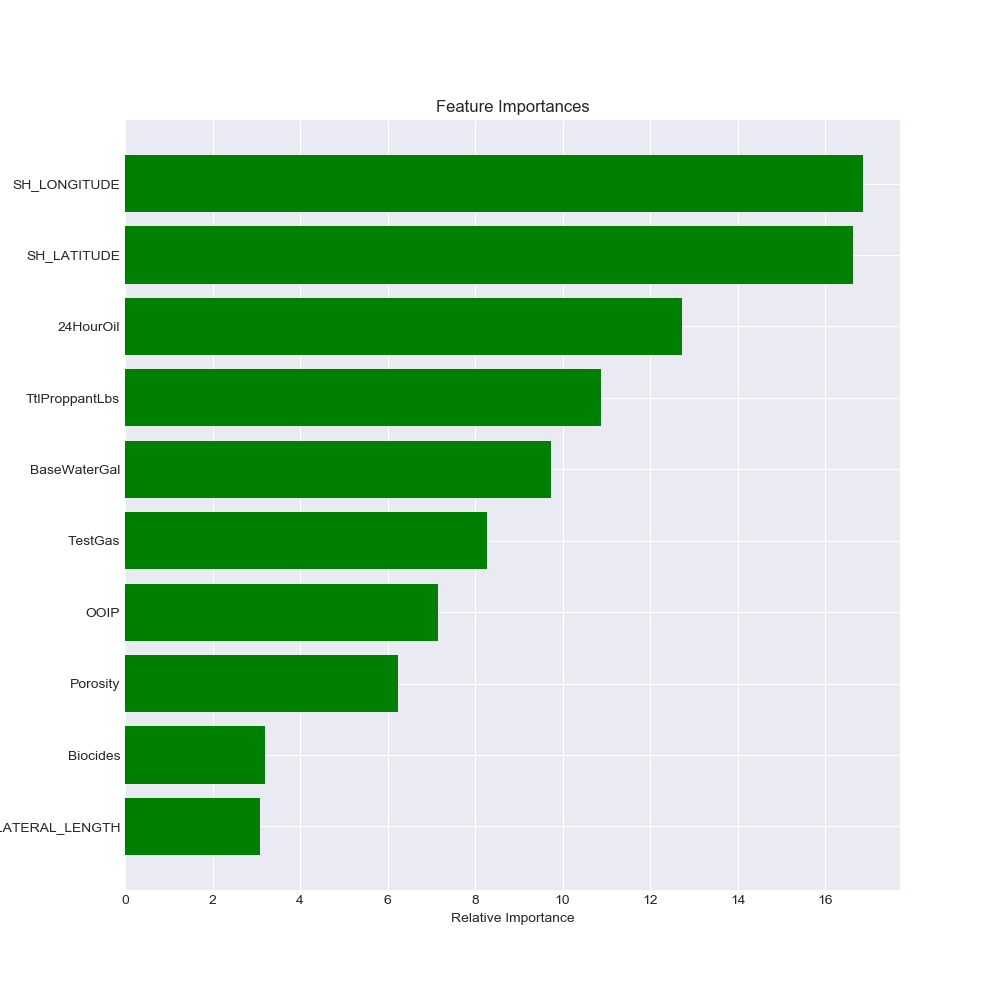 Feature Importances
SH_LONGITUDE
SH_LATITUDE
24HourOil
TtlProppantLbs
BaseWaterGal
TestGas
OOIP
Porosity
Biocides
LATERAL_LENGTH
0 2 4 6 8 10 12 14 16
Relative Importance